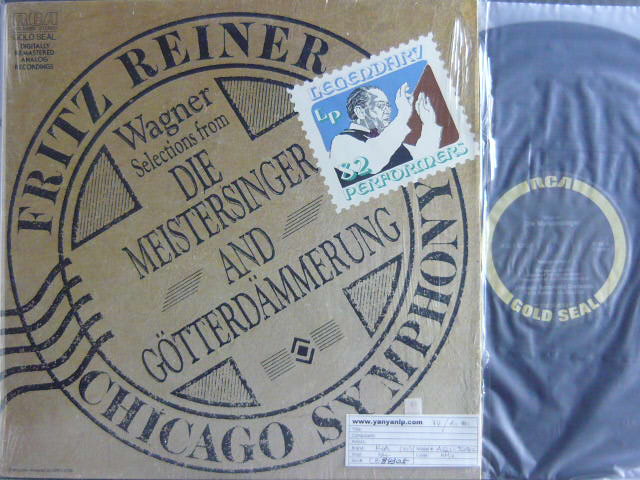 RCA
GOLD SEAL
DIGITALLY
REMASTERED
ANALOG
RECORDINGS
FRITZ REINER
Wagner
Selections from
DIE
MEISTERSINGER
AND
GÖTTERDÄMMERUNG
CHICAGO SYMPHONY
LEGENDARY
LP
82
PERFORMERS
www.yanyanlp.com
RCA
GOLD SEAL